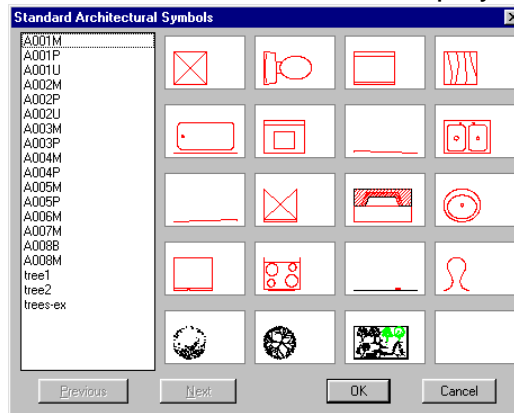 Standard Architectural Symbols
A001M
A001P
A001U
A002M
A002P
A002U
A003M
A003P
A004M
A004P
A005M
A005P
A006M
A007M
A008B
A008M
tree1
tree2
trees-ex
Previous
Next
OK
Cancel